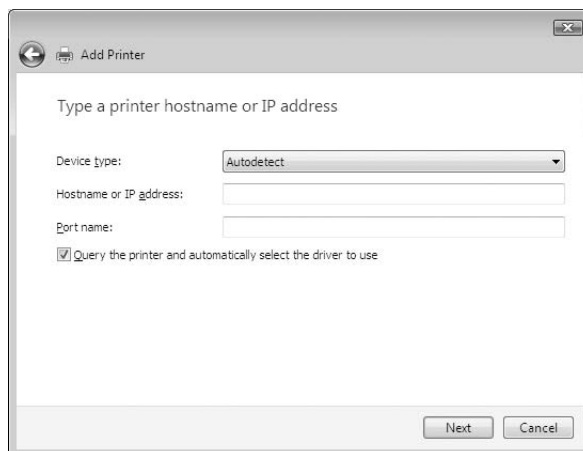 Add Printer
Type a printer hostname or IP address
Device type: Autodetect
Hostname or IP address:
Port name:
Query the printer and automatically select the driver to use
Next Cancel